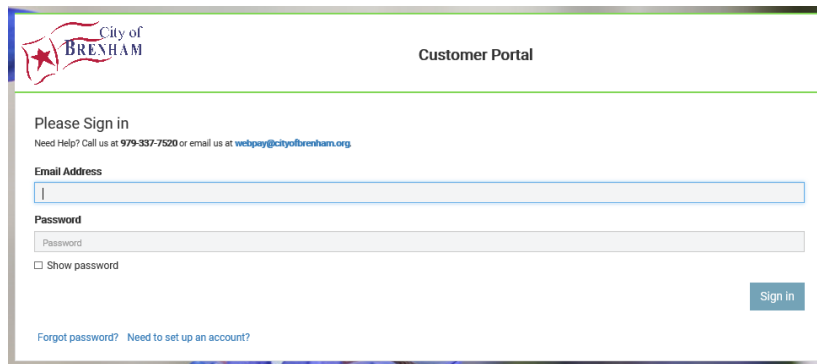 City of
BRENHAM
Customer Portal
Please Sign in
Need Help? Call us at 979-337-7520 or email us at webpay@cityofbrenham.org.
Email Address
Password
Password
Show password
Sign in
Forgot password? Need to set up an account?